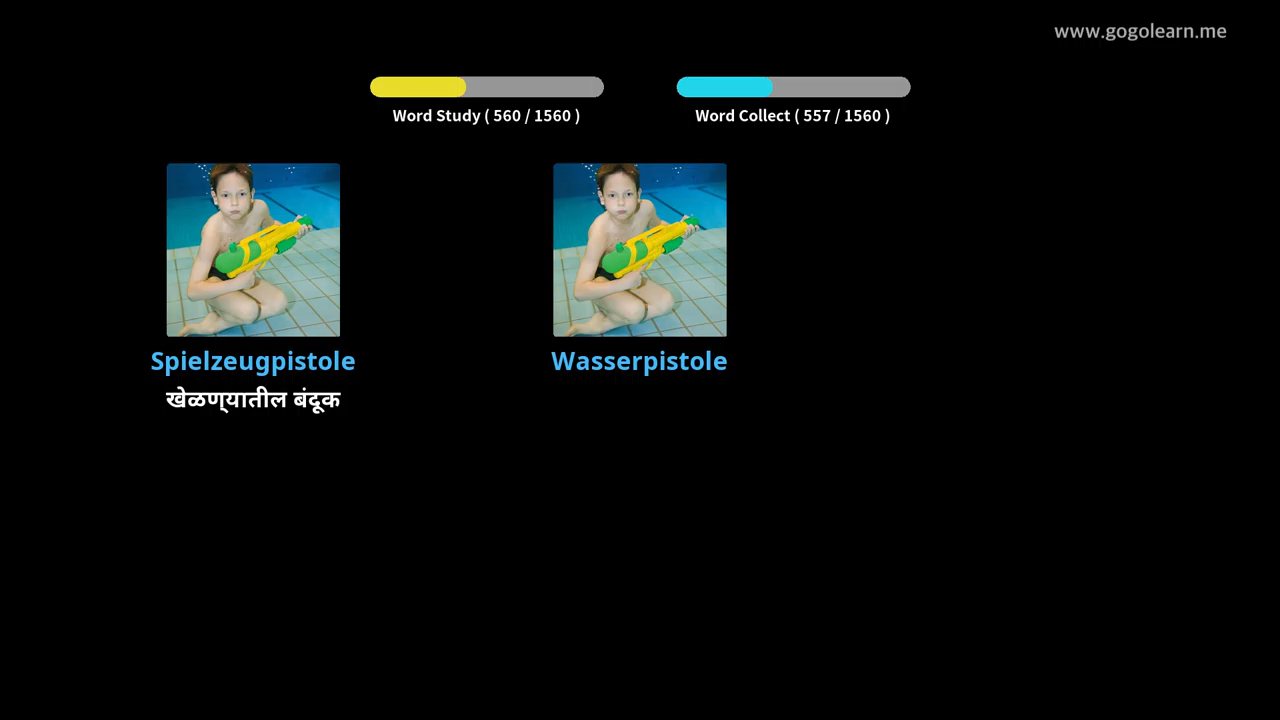 www.gogolearn.me
Word Study ( 560 / 1560 )
Word Collect ( 557 / 1560 )
Spielzeugpistole
Wasserpistole
खेळण्यातील बंदूक